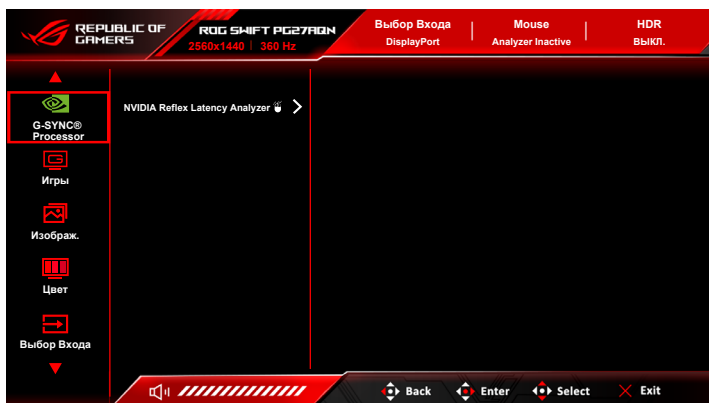 REPUBLIC OF
GAMERS
ROG SWIFT PG27AQN
2560x1440 | 360 Hz
Выбор Входа
DisplayPort
Mouse
Analyzer Inactive
HDR
ВЫКЛ.
G-SYNC®
Processor
NVIDIA Reflex Latency Analyzer
Игры
Изображ.
Цвет
Выбор Входа
Back
Enter
Select
Exit